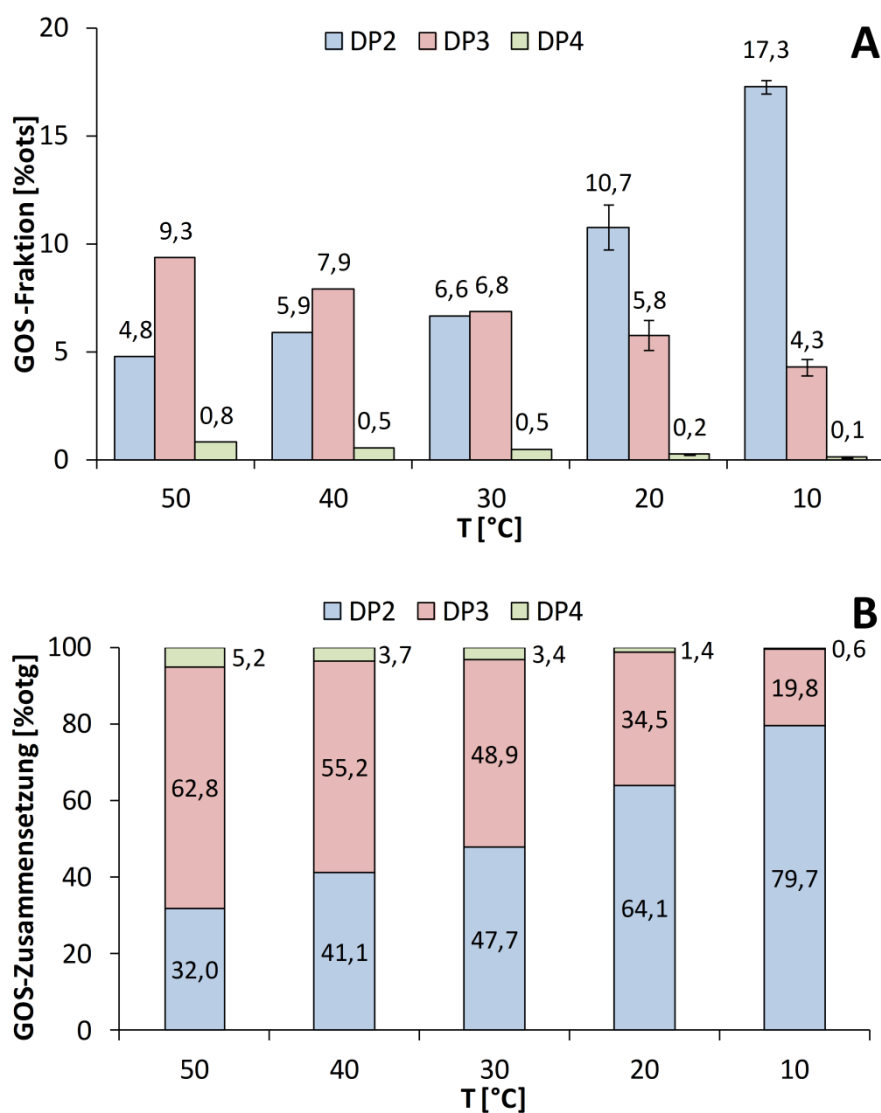 A
DP2 DP3 DP4
GOS -Fraktion [%ots]
20
15
10
5
0
4,8 9,3 0,8
5,9 7,9 0,5
6,6 6,8 0,5
10,7 5,8 0,2
17,3 4,3 0,1
50 40 30 20 10
T [°C]
B
DP2 DP3 DP4
GOS-Zusammensetzung [%otg]
100
80
60
40
20
0
5,2 3,7 3,4 1,4 0,6
62,8 55,2 48,9 34,5 19,8
32,0 41,1 47,7 64,1 79,7
50 40 30 20 10
T [°C]